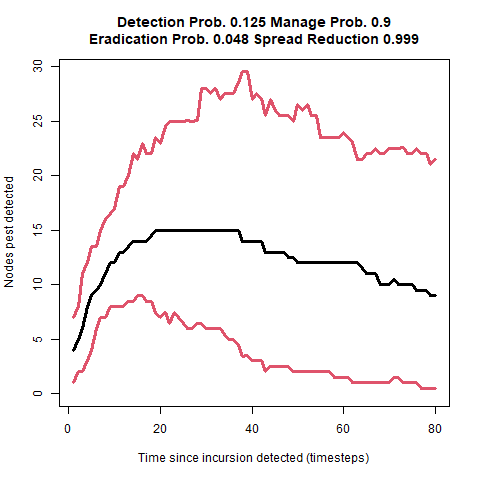 Detection Prob. 0.125 Manage Prob. 0.9
Eradication Prob. 0.048 Spread Reduction 0.999
Nodes pest detected
30
25
20
15
10
5
0
0 20 40 60 80
Time since incursion detected (timesteps)